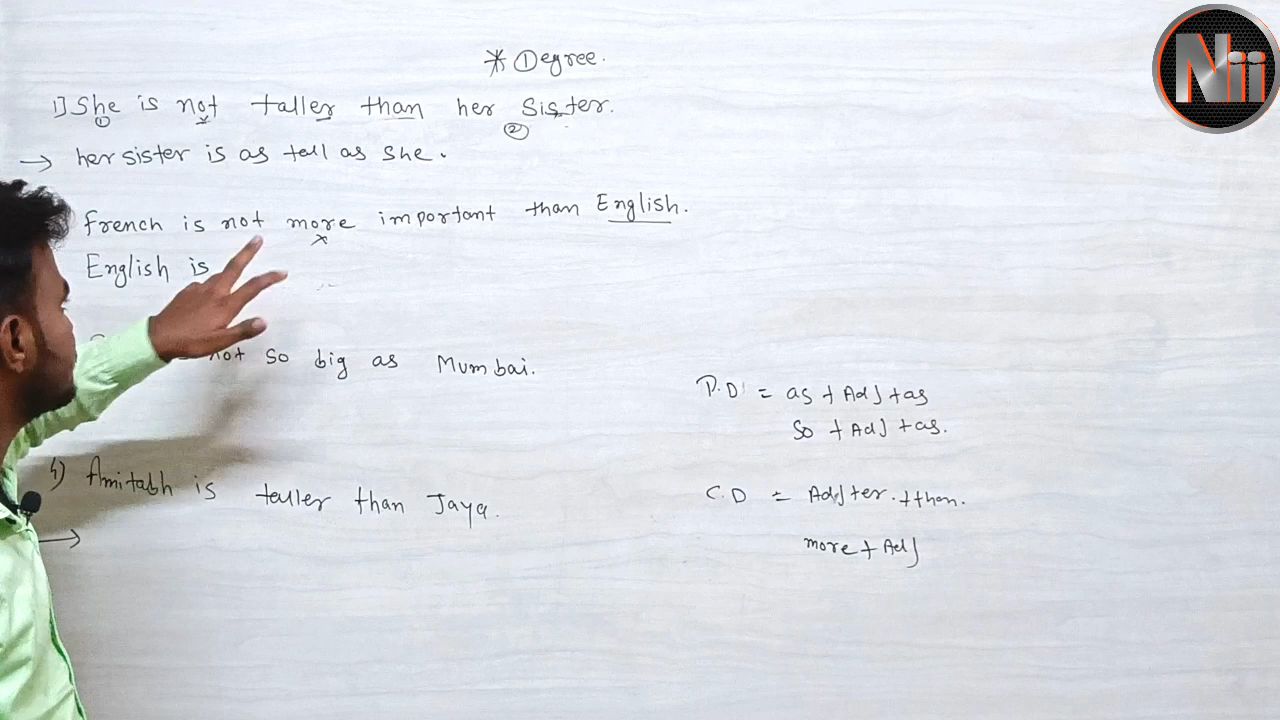 * Degree.
1) She is not taller than her Sister.
1 2
→ her sister is as tall as she.
French is not more important than English.
x
English is
not so big as Mumbai.
P.D = as + Adj + as
So + Adj + as.
4) Amitabh is taller than Jaya.
C.D = Adj + er. + than.
→
more + Adj
Nii